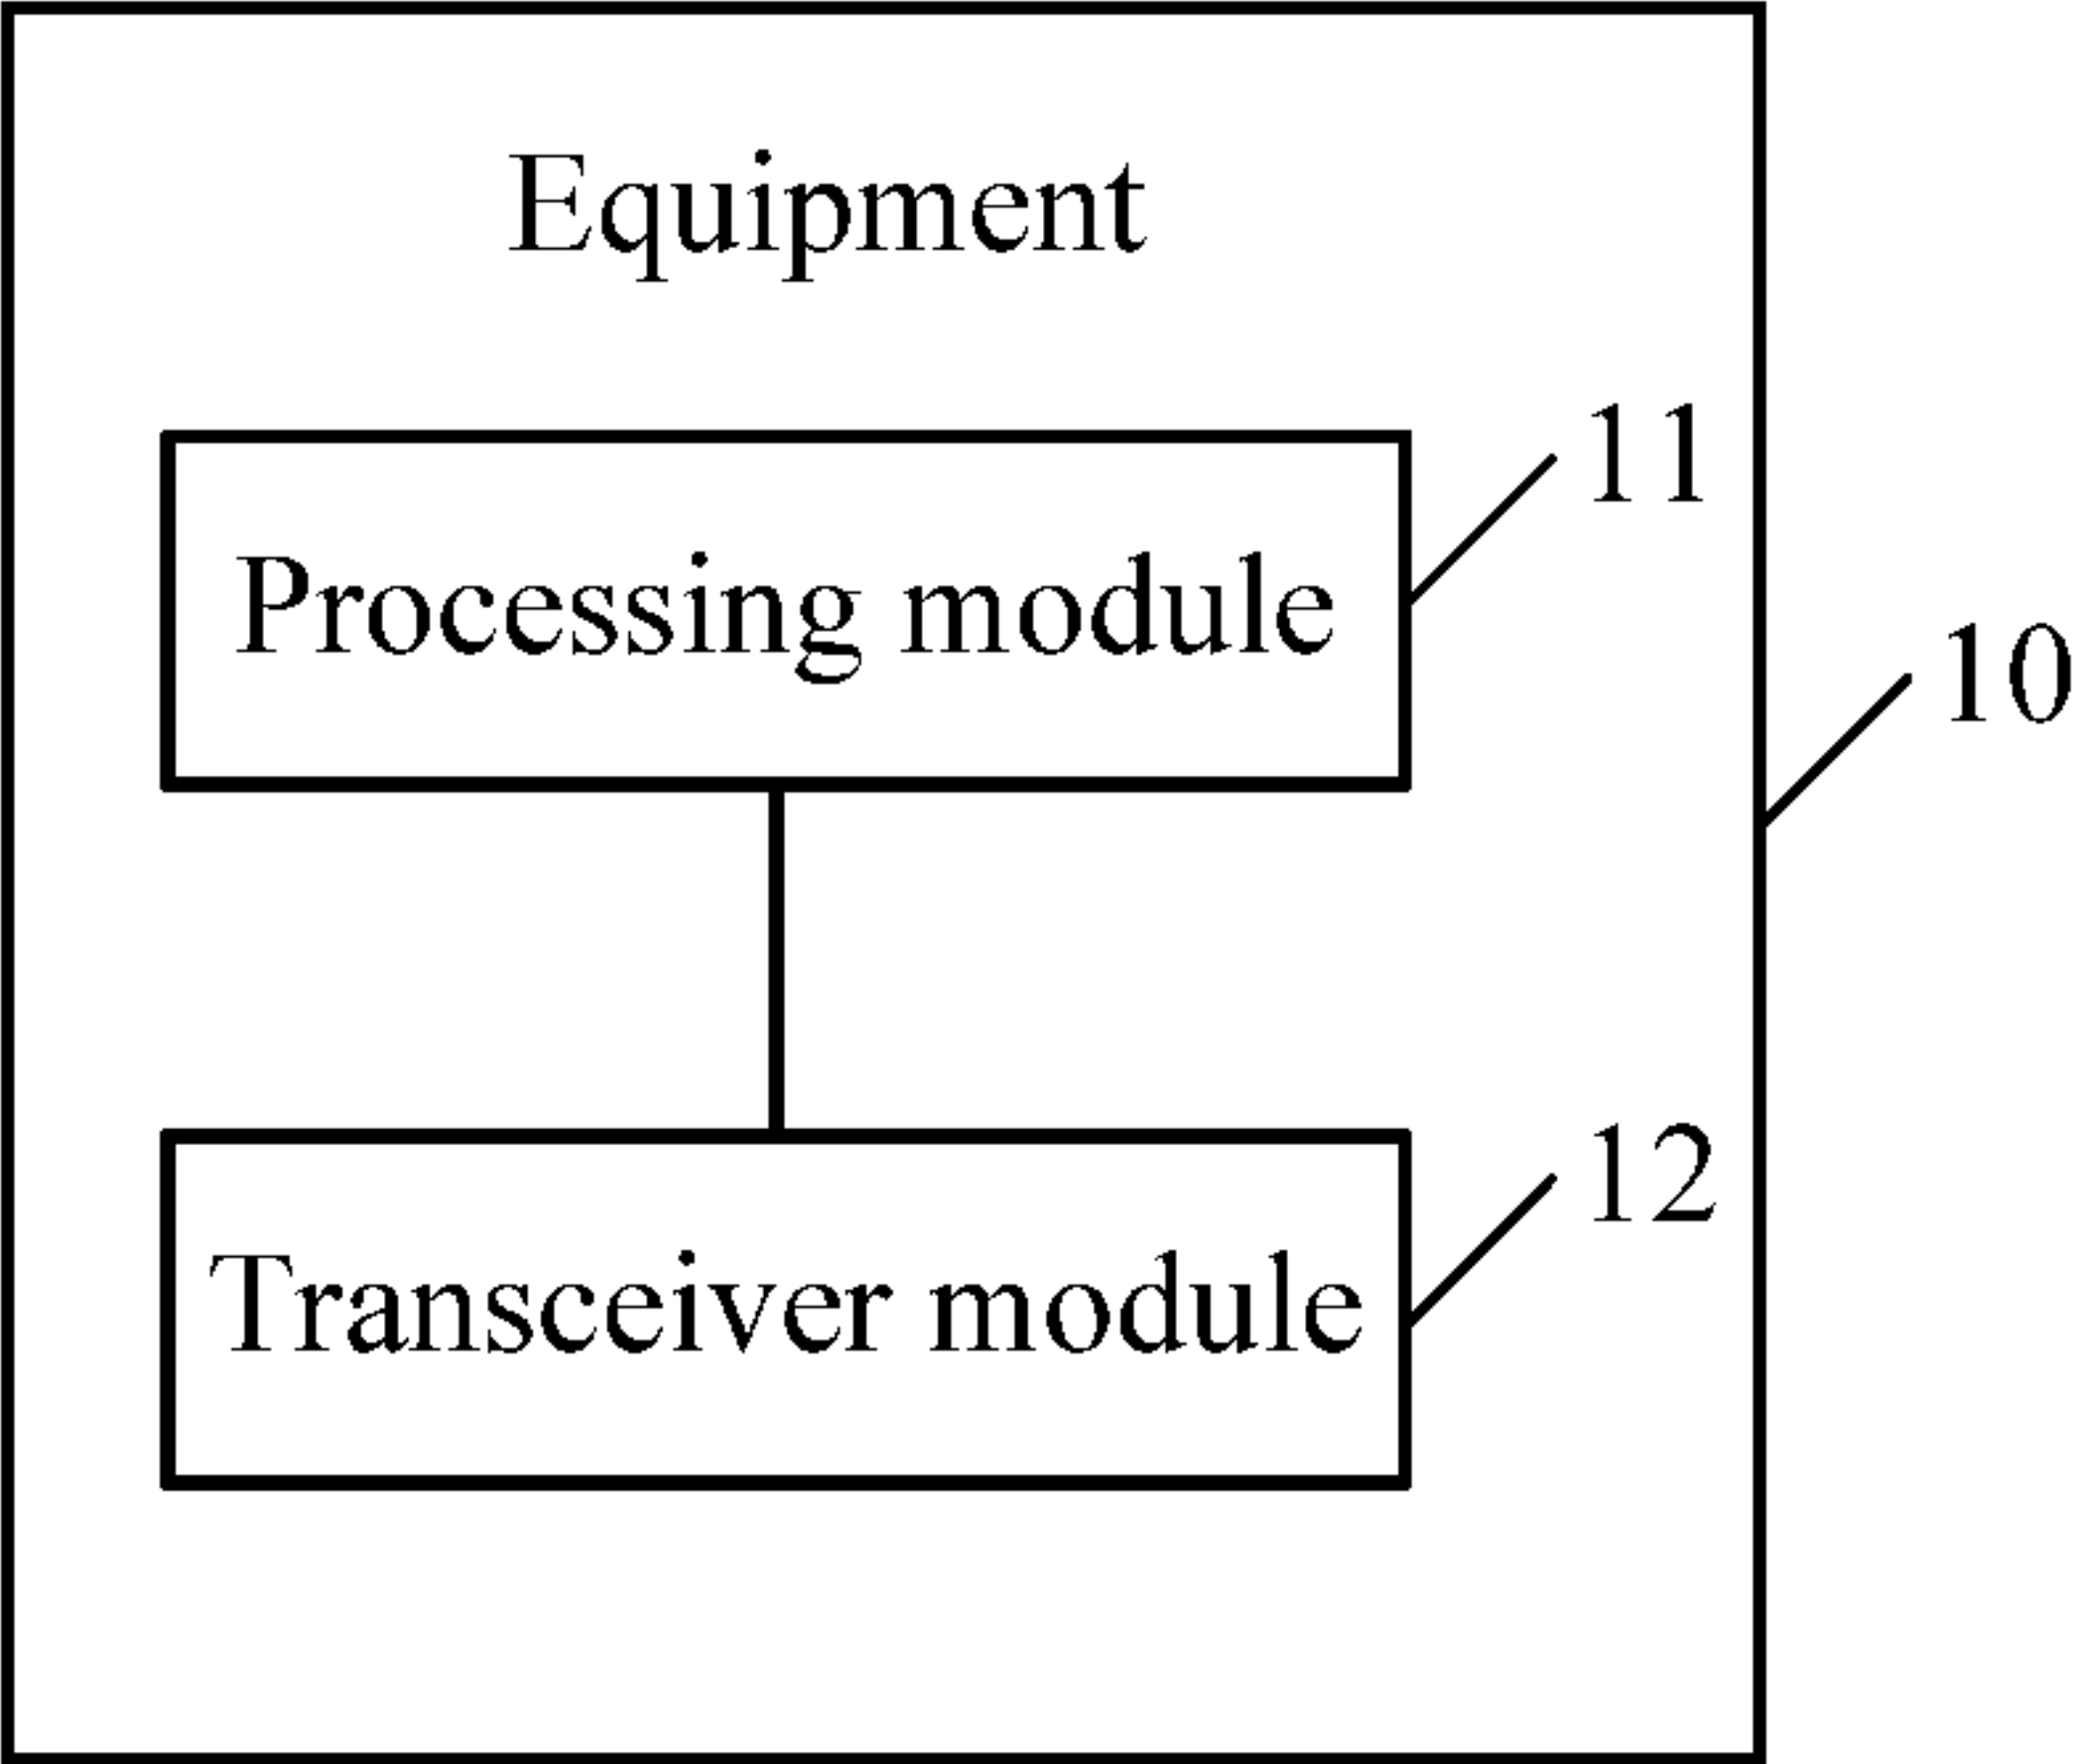 Equipment
11
Processing module
10
12
Transceiver module